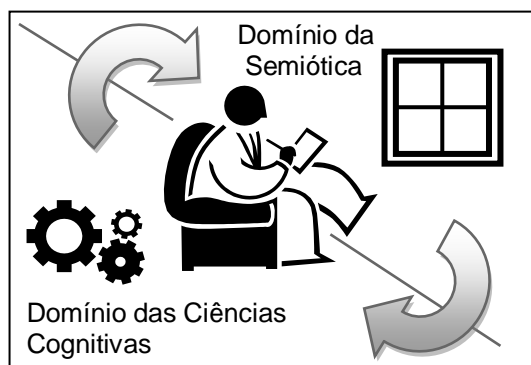 Domínio da
Semiótica
Domínio das Ciências
Cognitivas